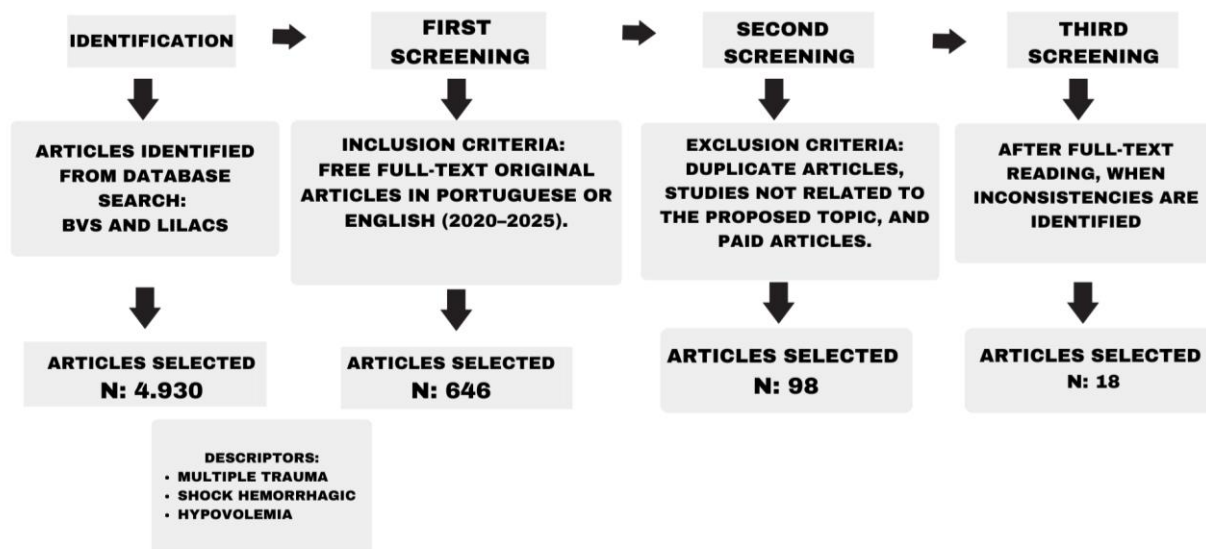 IDENTIFICATION
FIRST
SCREENING
SECOND
SCREENING
THIRD
SCREENING
ARTICLES IDENTIFIED
FROM DATABASE
SEARCH:
BVS AND LILACS
INCLUSION CRITERIA:
FREE FULL-TEXT ORIGINAL
ARTICLES IN PORTUGUESE OR
ENGLISH (2020–2025).
EXCLUSION CRITERIA:
DUPLICATE ARTICLES,
STUDIES NOT RELATED TO
THE PROPOSED TOPIC, AND
PAID ARTICLES.
AFTER FULL-TEXT
READING, WHEN
INCONSISTENCIES ARE
IDENTIFIED
ARTICLES SELECTED
N: 4.930
ARTICLES SELECTED
N: 646
ARTICLES SELECTED
N: 98
ARTICLES SELECTED
N: 18
DESCRIPTORS:
• MULTIPLE TRAUMA
• SHOCK HEMORRHAGIC
• HYPOVOLEMIA